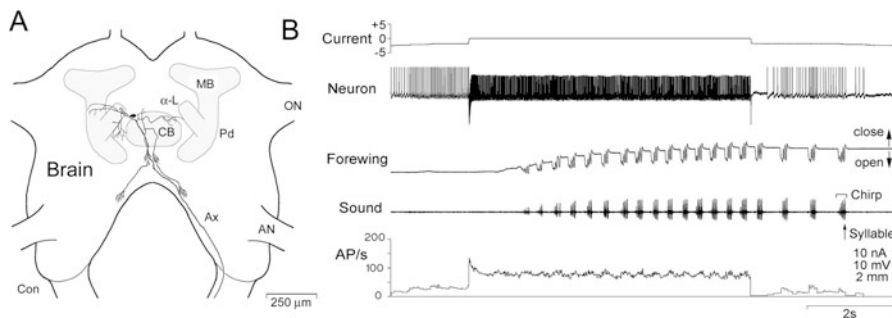 A
MB
α-L
ON
CB
Pd
Brain
Ax
AN
Con
250 μm
B
Current
+5
0
-5
Neuron
close
Forewing
open
Sound
Chirp
Syllable
AP/s
200
100
0
10 nA
10 mV
2 mm
2s